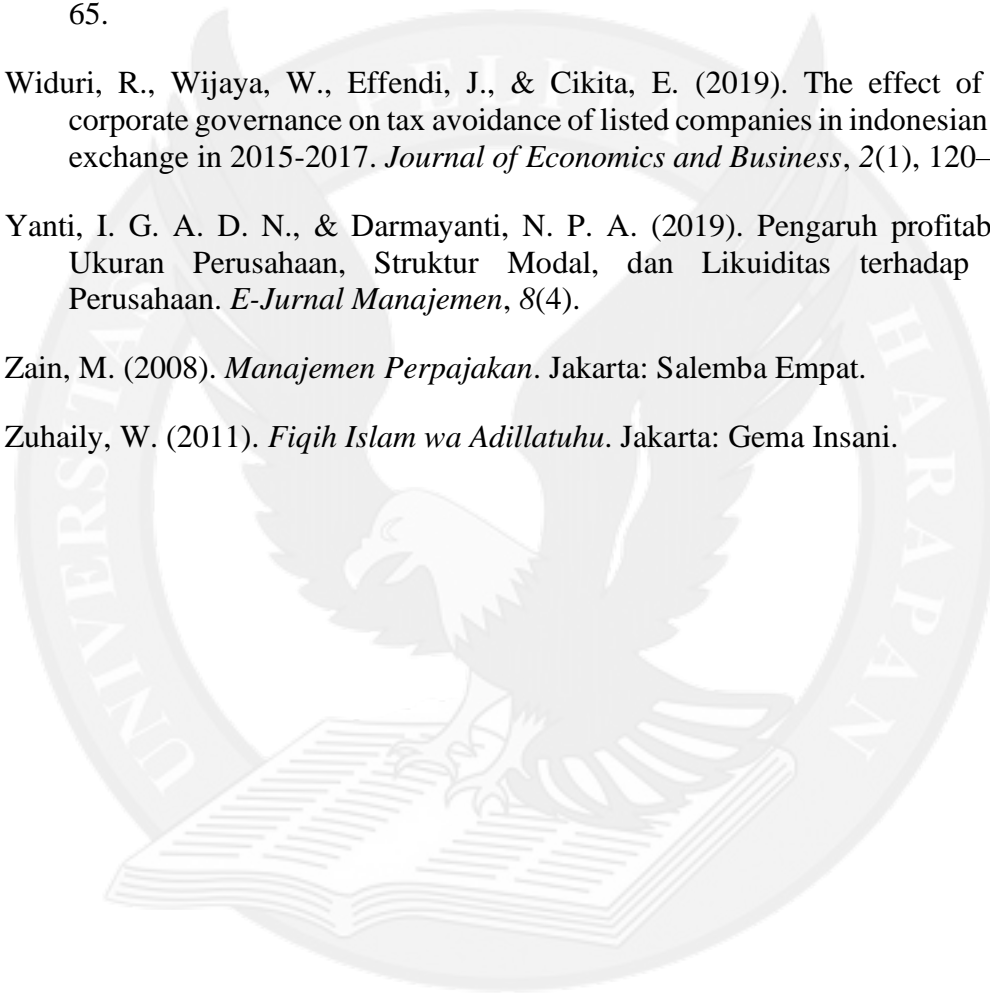 65.
Widuri, R., Wijaya, W., Effendi, J., & Cikita, E. (2019). The effect of
corporate governance on tax avoidance of listed companies in indonesian
exchange in 2015-2017. Journal of Economics and Business, 2(1), 120–
Yanti, I. G. A. D. N., & Darmayanti, N. P. A. (2019). Pengaruh profitab
Ukuran Perusahaan, Struktur Modal, dan Likuiditas terhadap
Perusahaan. E-Jurnal Manajemen, 8(4).
Zain, M. (2008). Manajemen Perpajakan. Jakarta: Salemba Empat.
Zuhaily, W. (2011). Fiqih Islam wa Adillatuhu. Jakarta: Gema Insani.
UNIVERSITAS PELITA HARAPAN